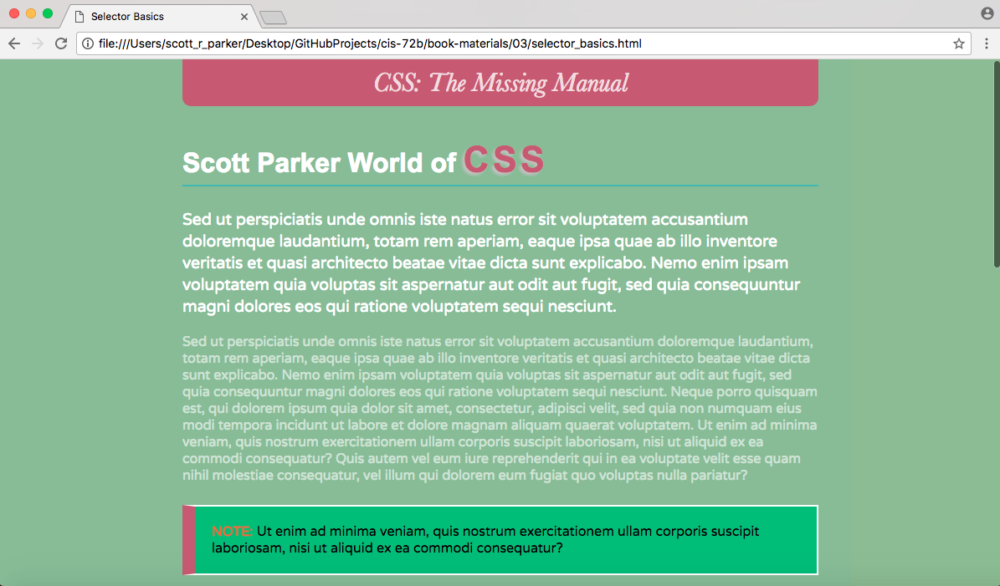 Selector Basics
file:///Users/scott_r_parker/Desktop/GitHubProjects/cis-72b/book-materials/03/selector_basics.html
CSS: The Missing Manual
Scott Parker World of CSS
Sed ut perspiciatis unde omnis iste natus error sit voluptatem accusantium
doloremque laudantium, totam rem aperiam, eaque ipsa quae ab illo inventore
veritatis et quasi architecto beatae vitae dicta sunt explicabo. Nemo enim ipsam
voluptatem quia voluptas sit aspernatur aut odit aut fugit, sed quia consequuntur
magni dolores eos qui ratione voluptatem sequi nesciunt.
Sed ut perspiciatis unde omnis iste natus error sit voluptatem accusantium doloremque laudantium,
totam rem aperiam, eaque ipsa quae ab illo inventore veritatis et quasi architecto beatae vitae dicta
sunt explicabo. Nemo enim ipsam voluptatem quia voluptas sit aspernatur aut odit aut fugit, sed
quia consequuntur magni dolores eos qui ratione voluptatem sequi nesciunt. Neque porro quisquam
est, qui dolorem ipsum quia dolor sit amet, consectetur, adipisci velit, sed quia non numquam eius
modi tempora incidunt ut labore et dolore magnam aliquam quaerat voluptatem. Ut enim ad minima
veniam, quis nostrum exercitationem ullam corporis suscipit laboriosam, nisi ut aliquid ex ea
commodi consequatur? Quis autem vel eum iure reprehenderit qui in ea voluptate velit esse quam
nihil molestiae consequatur, vel illum qui dolorem eum fugiat quo voluptas nulla pariatur?
NOTE: Ut enim ad minima veniam, quis nostrum exercitationem ullam corporis suscipit
laboriosam, nisi ut aliquid ex ea commodi consequatur?